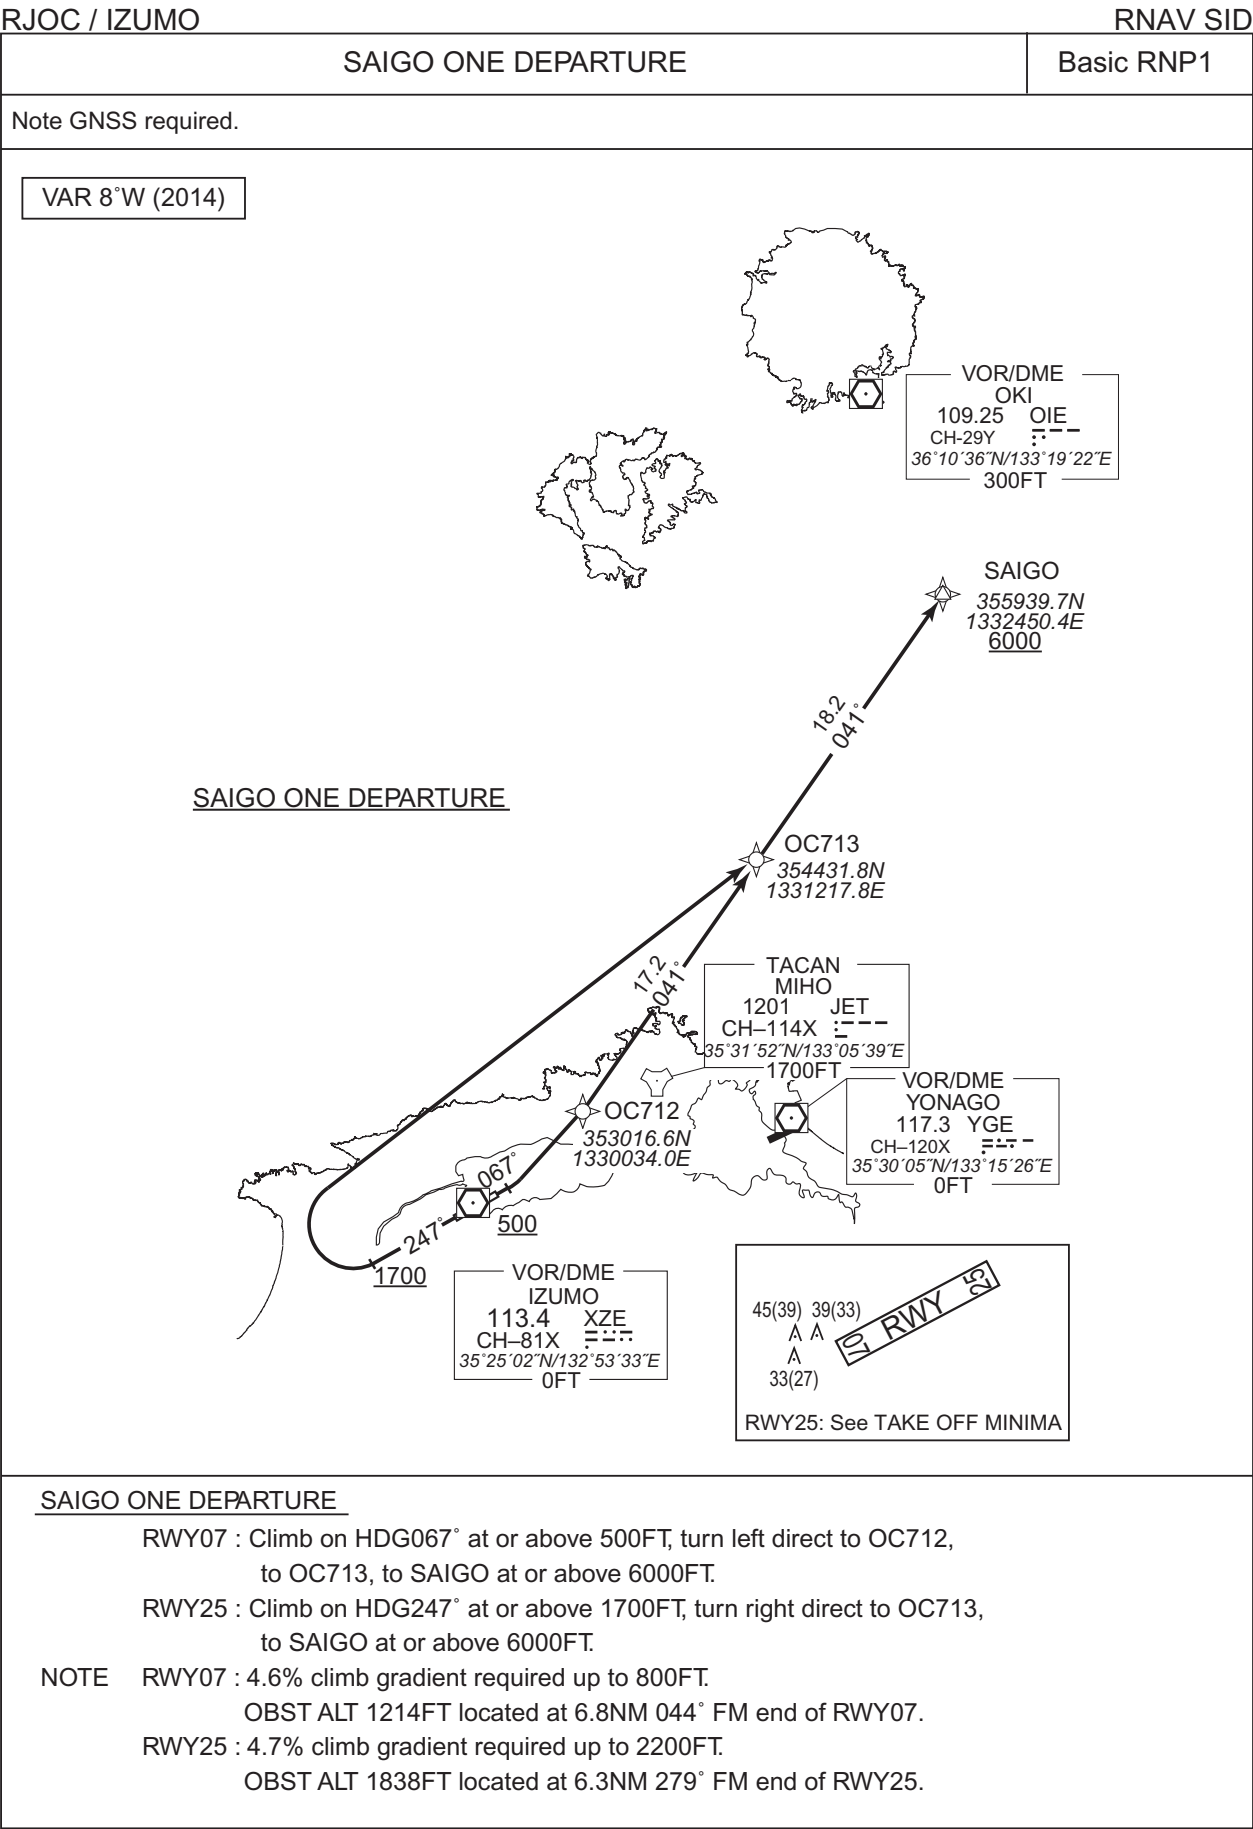 RJOC / IZUMO
RNAV SID
SAIGO ONE DEPARTURE
Basic RNP1
Note GNSS required.
VAR 8˚W (2014)
VOR/DME
OKI
109.25 OIE
CH-29Y
36˚10´36˝N/133˚19´22˝E
300FT
SAIGO
355939.7N
1332450.4E
6000
18.2
041˚
SAIGO ONE DEPARTURE
OC713
354431.8N
1331217.8E
17.2
041˚
TACAN
MIHO
1201 JET
CH–114X
35˚31´52˝N/133˚05´39˝E
1700FT
VOR/DME
YONAGO
117.3 YGE
CH–120X
35˚30´05˝N/133˚15´26˝E
0FT
OC712
353016.6N
1330034.0E
067˚
247˚
500
1700
VOR/DME
IZUMO
113.4 XZE
CH–81X
35˚25´02˝N/132˚53´33˝E
0FT
45(39) 39(33)
33(27)
07 RWY 25
RWY25: See TAKE OFF MINIMA
SAIGO ONE DEPARTURE
RWY07 : Climb on HDG067˚ at or above 500FT, turn left direct to OC712,
to OC713, to SAIGO at or above 6000FT.
RWY25 : Climb on HDG247˚ at or above 1700FT, turn right direct to OC713,
to SAIGO at or above 6000FT.
NOTE RWY07 : 4.6% climb gradient required up to 800FT.
OBST ALT 1214FT located at 6.8NM 044˚ FM end of RWY07.
RWY25 : 4.7% climb gradient required up to 2200FT.
OBST ALT 1838FT located at 6.3NM 279˚ FM end of RWY25.